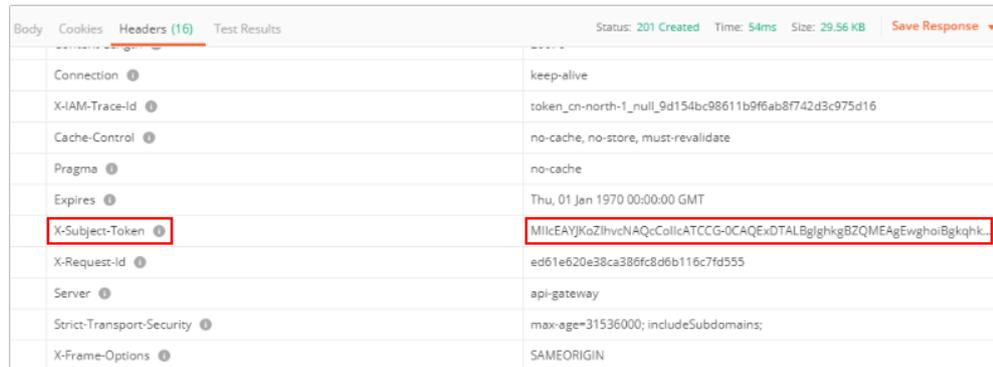 Body Cookies Headers (16) Test Results Status: 201 Created Time: 54ms Size: 29.56 KB Save Response
Connection keep-alive
X-IAM-Trace-Id token_cn-north-1_null_9d154bc98611b9f6ab8f742d3c975d16
Cache-Control no-cache, no-store, must-revalidate
Pragma no-cache
Expires Thu, 01 Jan 1970 00:00:00 GMT
X-Subject-Token MIIcEAYJKoZIhvcNAQcCoIIcATCCG-0CAQExDTALBglghkgBZQMEAgEwghoiBgkqhk...
X-Request-Id ed61e620e38ca386fc8d6b116c7fd555
Server api-gateway
Strict-Transport-Security max-age=31536000; includeSubdomains;
X-Frame-Options SAMEORIGIN